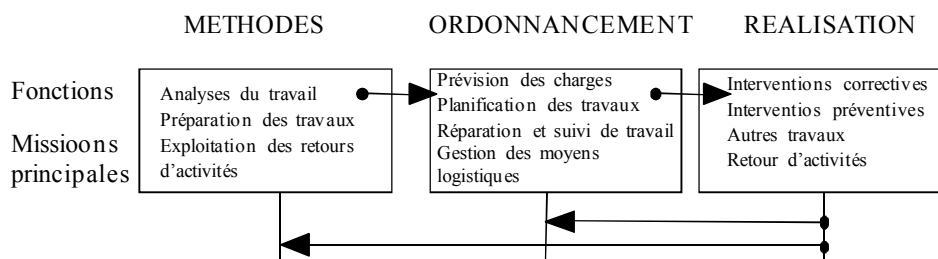 METHODES
ORDONNANCEMENT
REALISATION
Fonctions
Missioons
principales
Analyses du travail
Préparation des travaux
Exploitation des retours
d'activités
Prévision des charges
Planification des travaux
Réparation et suivi de travail
Gestion des moyens
logistiques
Interventions correctives
Interventios préventives
Autres travaux
Retour d'activités